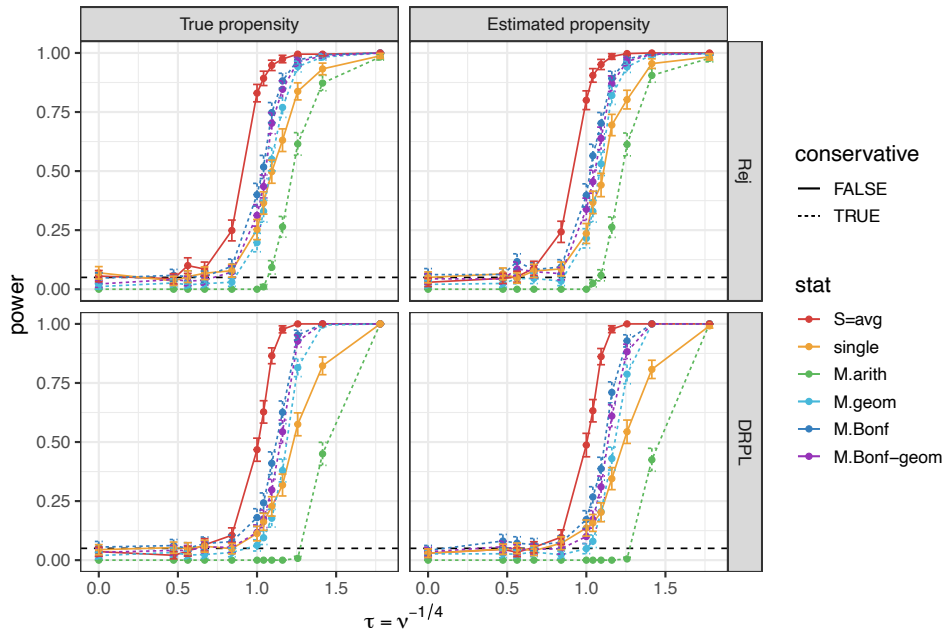 True propensity
Estimated propensity
1.00
0.75
0.50
0.25
0.00
Rej
1.00
0.75
0.50
0.25
0.00
DRPL
power
0.0 0.5 1.0 1.5
0.0 0.5 1.0 1.5
τ = ν^{-1/4}
conservative
FALSE
TRUE
stat
S=avg
single
M.arith
M.geom
M.Bonf
M.Bonf-geom